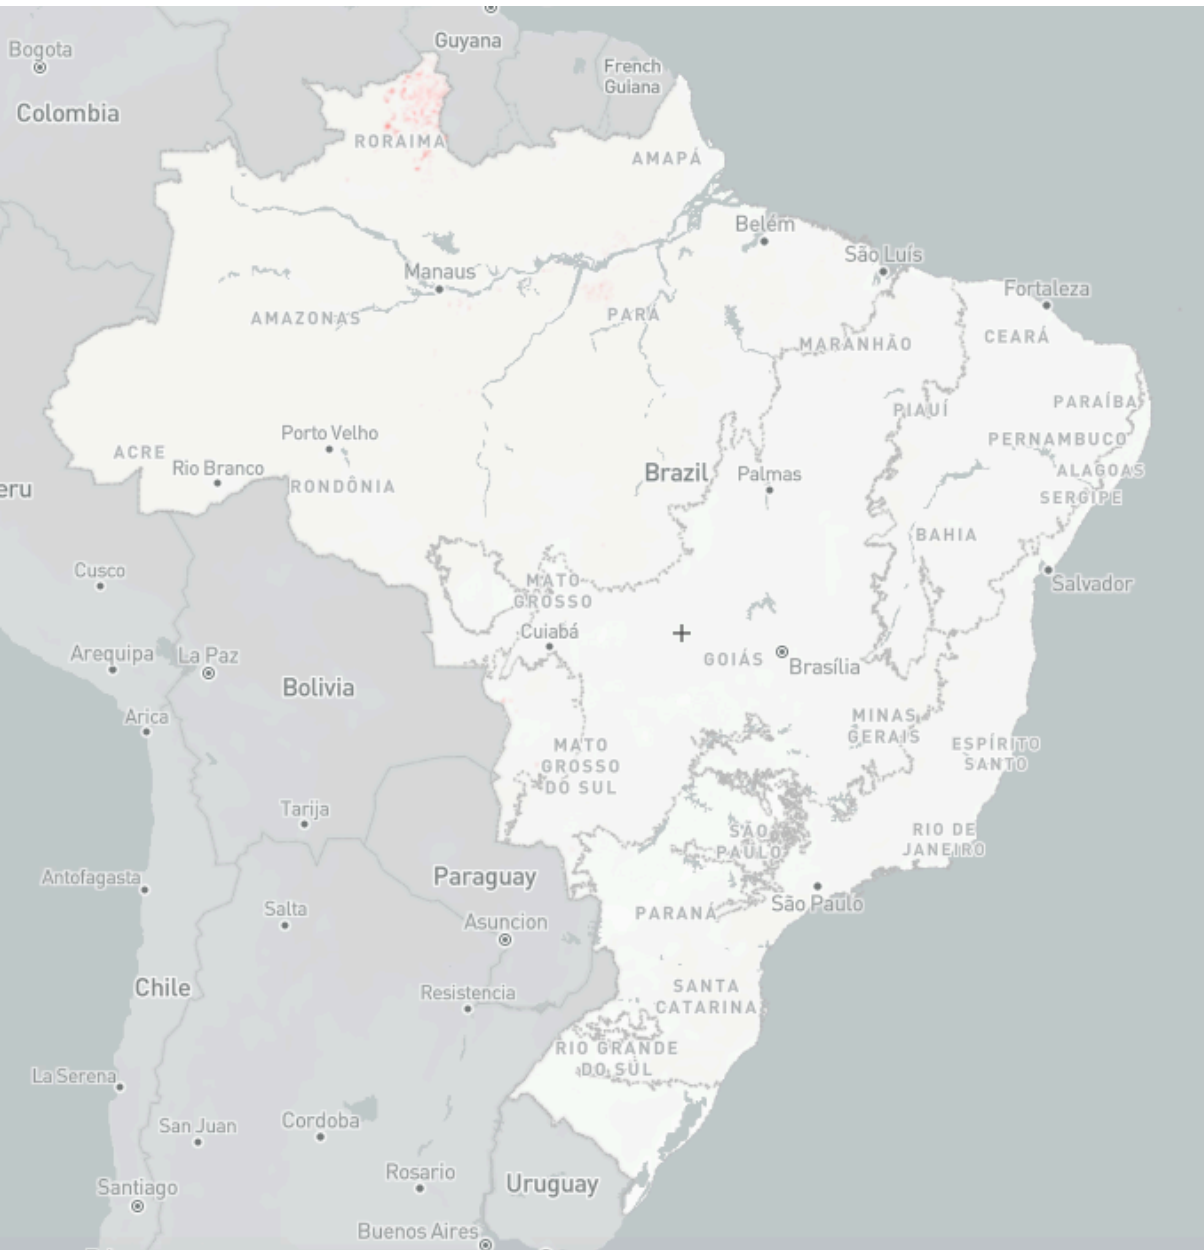 Guyana
Bogota
French
Guiana
Colombia
RORAIMA
AMAPÁ
Belém
São Luís
Manaus
Fortaleza
AMAZONAS
PARÁ
CEARÁ
MARANHÃO
PIAUÍ
PARAÍBA
ACRE
Porto Velho
PERNAMBUCO
Rio Branco
Brazil
Palmas
ALAGOAS
eru
RONDÔNIA
SERGIPE
BAHIA
Cusco
MATO
GROSSO
Salvador
Cuiabá
Arequipa
La Paz
GOIÁS
Brasília
Bolivia
Arica
MINAS
GERAIS
ESPÍRITO
SANTO
MATO
GROSSO
DO SUL
Tarija
SÃO
PAULO
RIO DE
JANEIRO
Antofagasta
Paraguay
Salta
Asuncion
PARANÁ
São Paulo
Chile
Resistencia
SANTA
CATARINA
RIO GRANDE
DO SUL
La Serena
San Juan
Cordoba
Rosario
Uruguay
Santiago
Buenos Aires